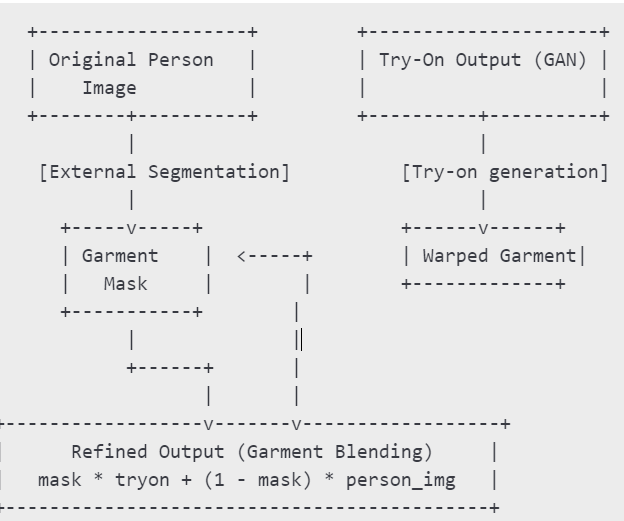 +-------------------+ +---------------------+
| Original Person | | Try-On Output (GAN) |
| Image | | |
+--------+----------+ +----------+----------+
| |
[External Segmentation] [Try-on generation]
| |
+-----v-----+ +------v------+
| Garment | <-----+ | Warped Garment|
| Mask | | +-------------+
+-----------+ |
| |
+------+ |
| |
+------------------v-------v------------------+
| Refined Output (Garment Blending) |
| mask * tryon + (1 - mask) * person_img |
+---------------------------------------------+